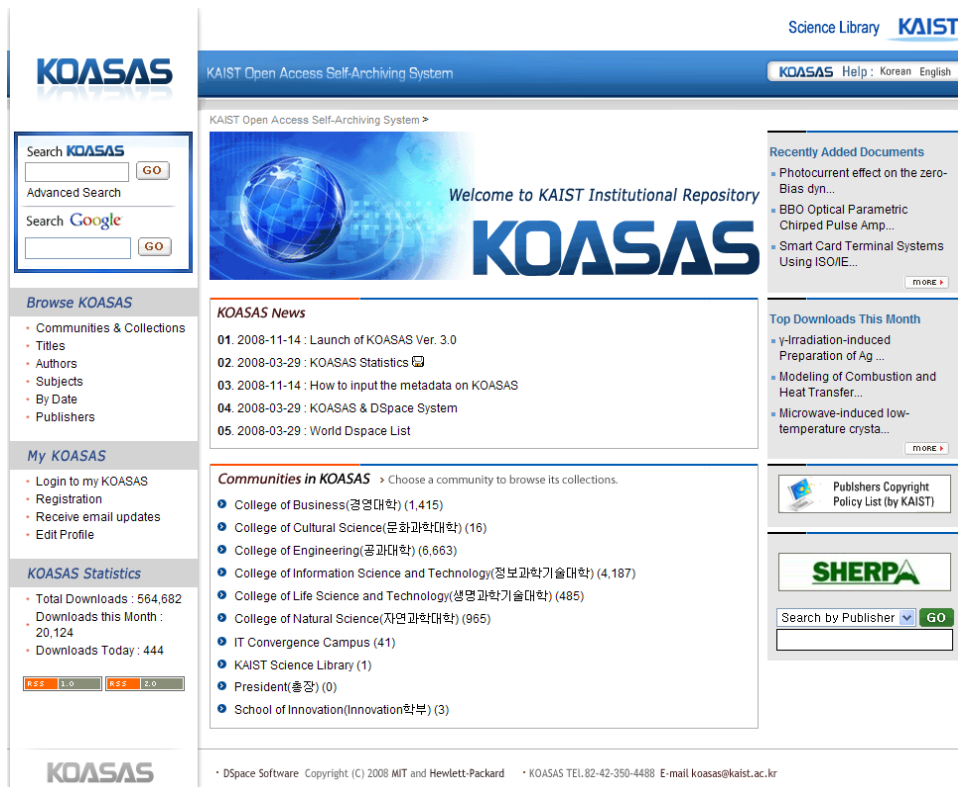 Science Library KAIST
KOASAS
KAIST Open Access Self-Archiving System
KOASAS Help : Korean English
Search KOASAS
GO
Advanced Search
Search Google
GO
Browse KOASAS
Communities & Collections
Titles
Authors
Subjects
By Date
Publishers
My KOASAS
Login to my KOASAS
Registration
Receive email updates
Edit Profile
KOASAS Statistics
Total Downloads : 564,682
Downloads this Month :
20,124
Downloads Today : 444
RSS 1.0 RSS 2.0
KAIST Open Access Self-Archiving System >
Welcome to KAIST Institutional Repository
KOASAS
KOASAS News
01. 2008-11-14 : Launch of KOASAS Ver. 3.0
02. 2008-03-29 : KOASAS Statistics
03. 2008-11-14 : How to input the metadata on KOASAS
04. 2008-03-29 : KOASAS & DSpace System
05. 2008-03-29 : World Dspace List
Communities in KOASAS > Choose a community to browse its collections.
College of Business(경영대학) (1,415)
College of Cultural Science(문화과학대학) (16)
College of Engineering(공과대학) (6,663)
College of Information Science and Technology(정보과학기술대학) (4,187)
College of Life Science and Technology(생명과학기술대학) (485)
College of Natural Science(자연과학대학) (965)
IT Convergence Campus (41)
KAIST Science Library (1)
President(총장) (0)
School of Innovation(Innovation학부) (3)
Recently Added Documents
Photocurrent effect on the zero-
Bias dyn...
BBO Optical Parametric
Chirped Pulse Amp...
Smart Card Terminal Systems
Using ISO/IE...
MORE
Top Downloads This Month
γ-Irradiation-induced
Preparation of Ag ...
Modeling of Combustion and
Heat Transfer...
Microwave-induced low-
temperature crysta...
MORE
Publishers Copyright
Policy List (by KAIST)
SHERPA
Search by Publisher GO
KOASAS
DSpace Software Copyright (C) 2008 MIT and Hewlett-Packard · KOASAS TEL.82-42-350-4488 E-mail koasas@kaist.ac.kr